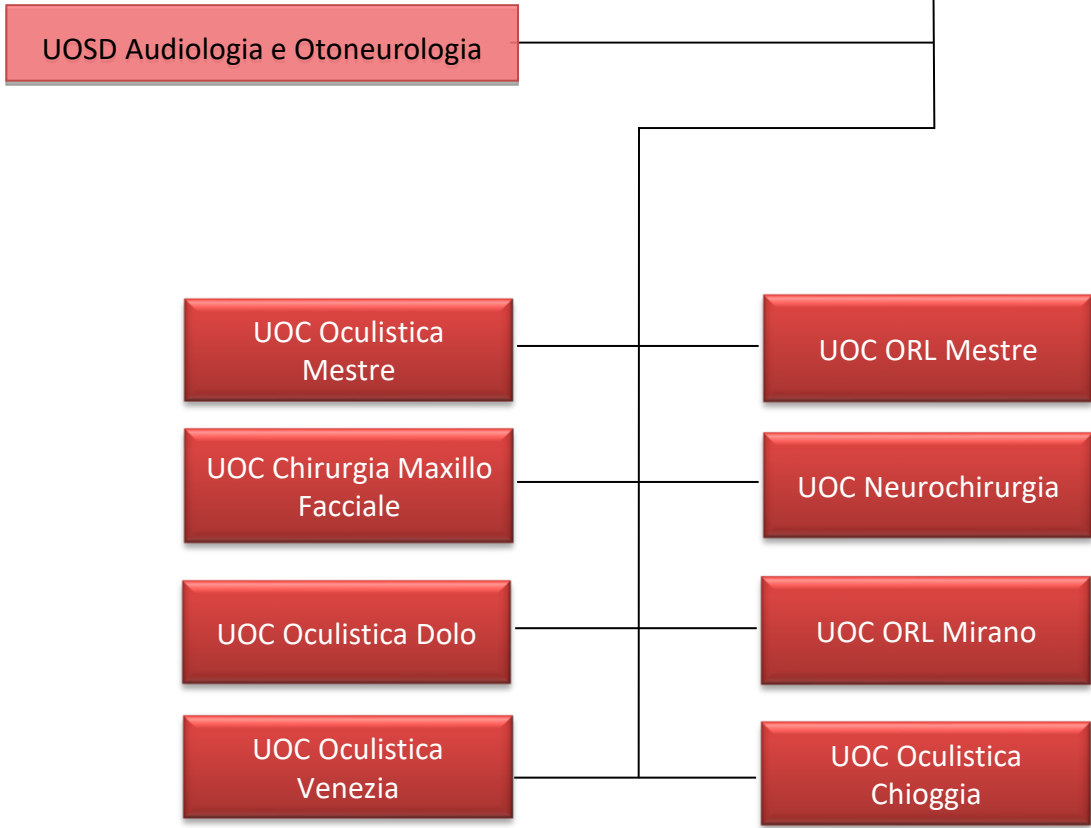 UOSD Audiologia e Otoneurologia
UOC Oculistica
Mestre
UOC ORL Mestre
UOC Chirurgia Maxillo
Facciale
UOC Neurochirurgia
UOC Oculistica Dolo
UOC ORL Mirano
UOC Oculistica
Venezia
UOC Oculistica
Chioggia